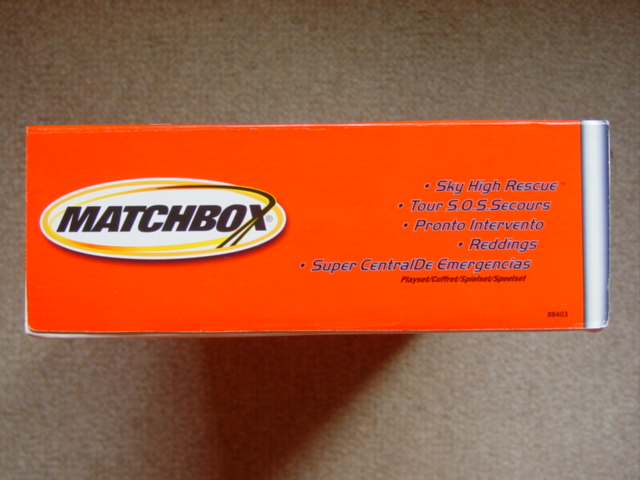 MATCHBOX®
• Sky High Rescue™
• Tour S.O.S.Secours
• Pronto Intervento
• Reddings
• Super CentralDe Emergencias
Playset/Coffret/Spielset/Speelset
98403